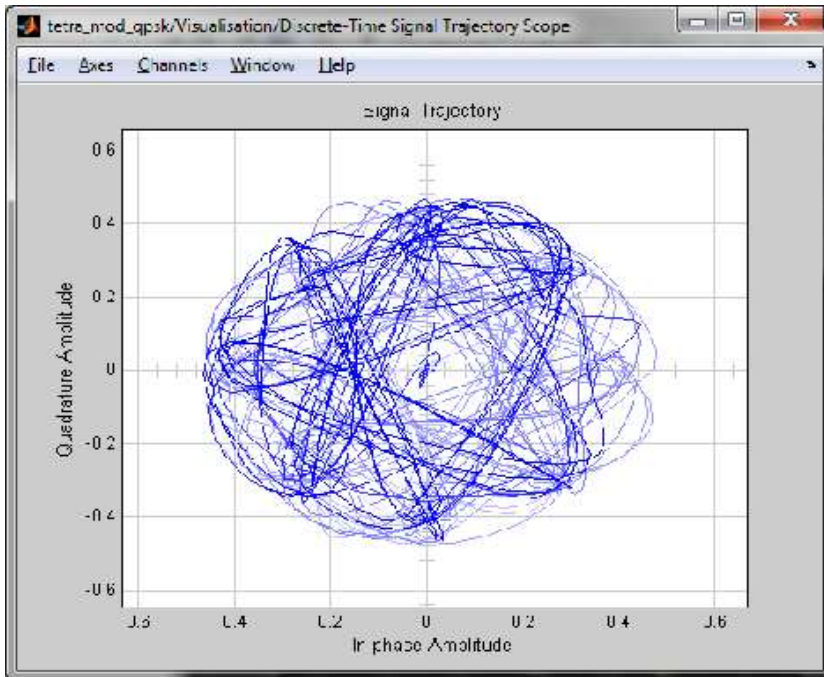 tetra_mod_qpsk/Visualisation/Discrete-Time Signal Trajectory Scope
File Axes Channels Window Help
Signal Trajectory
0.6
0.4
0.2
0
-0.2
-0.4
-0.6
Quadrature Amplitude
-0.6 -0.4 -0.2 0 0.2 0.4 0.6
In-phase Amplitude